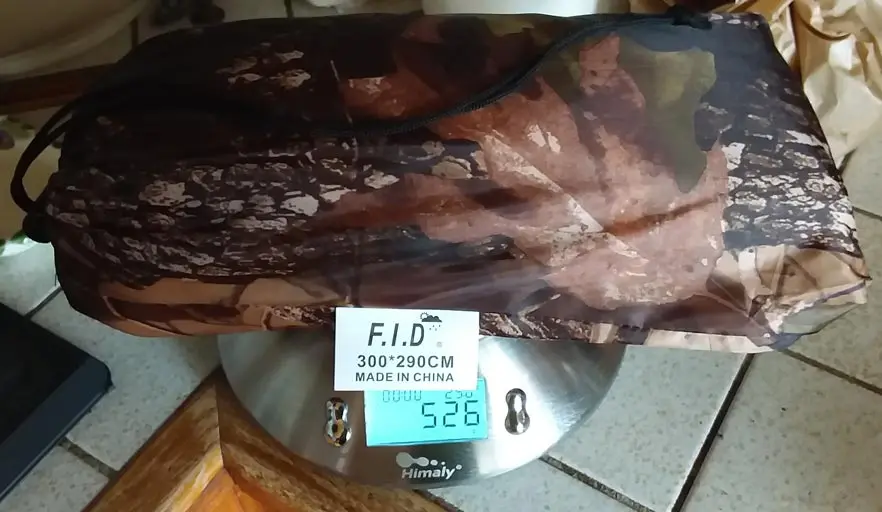 F.I.D
300*290CM
MADE IN CHINA
526
Himaly®